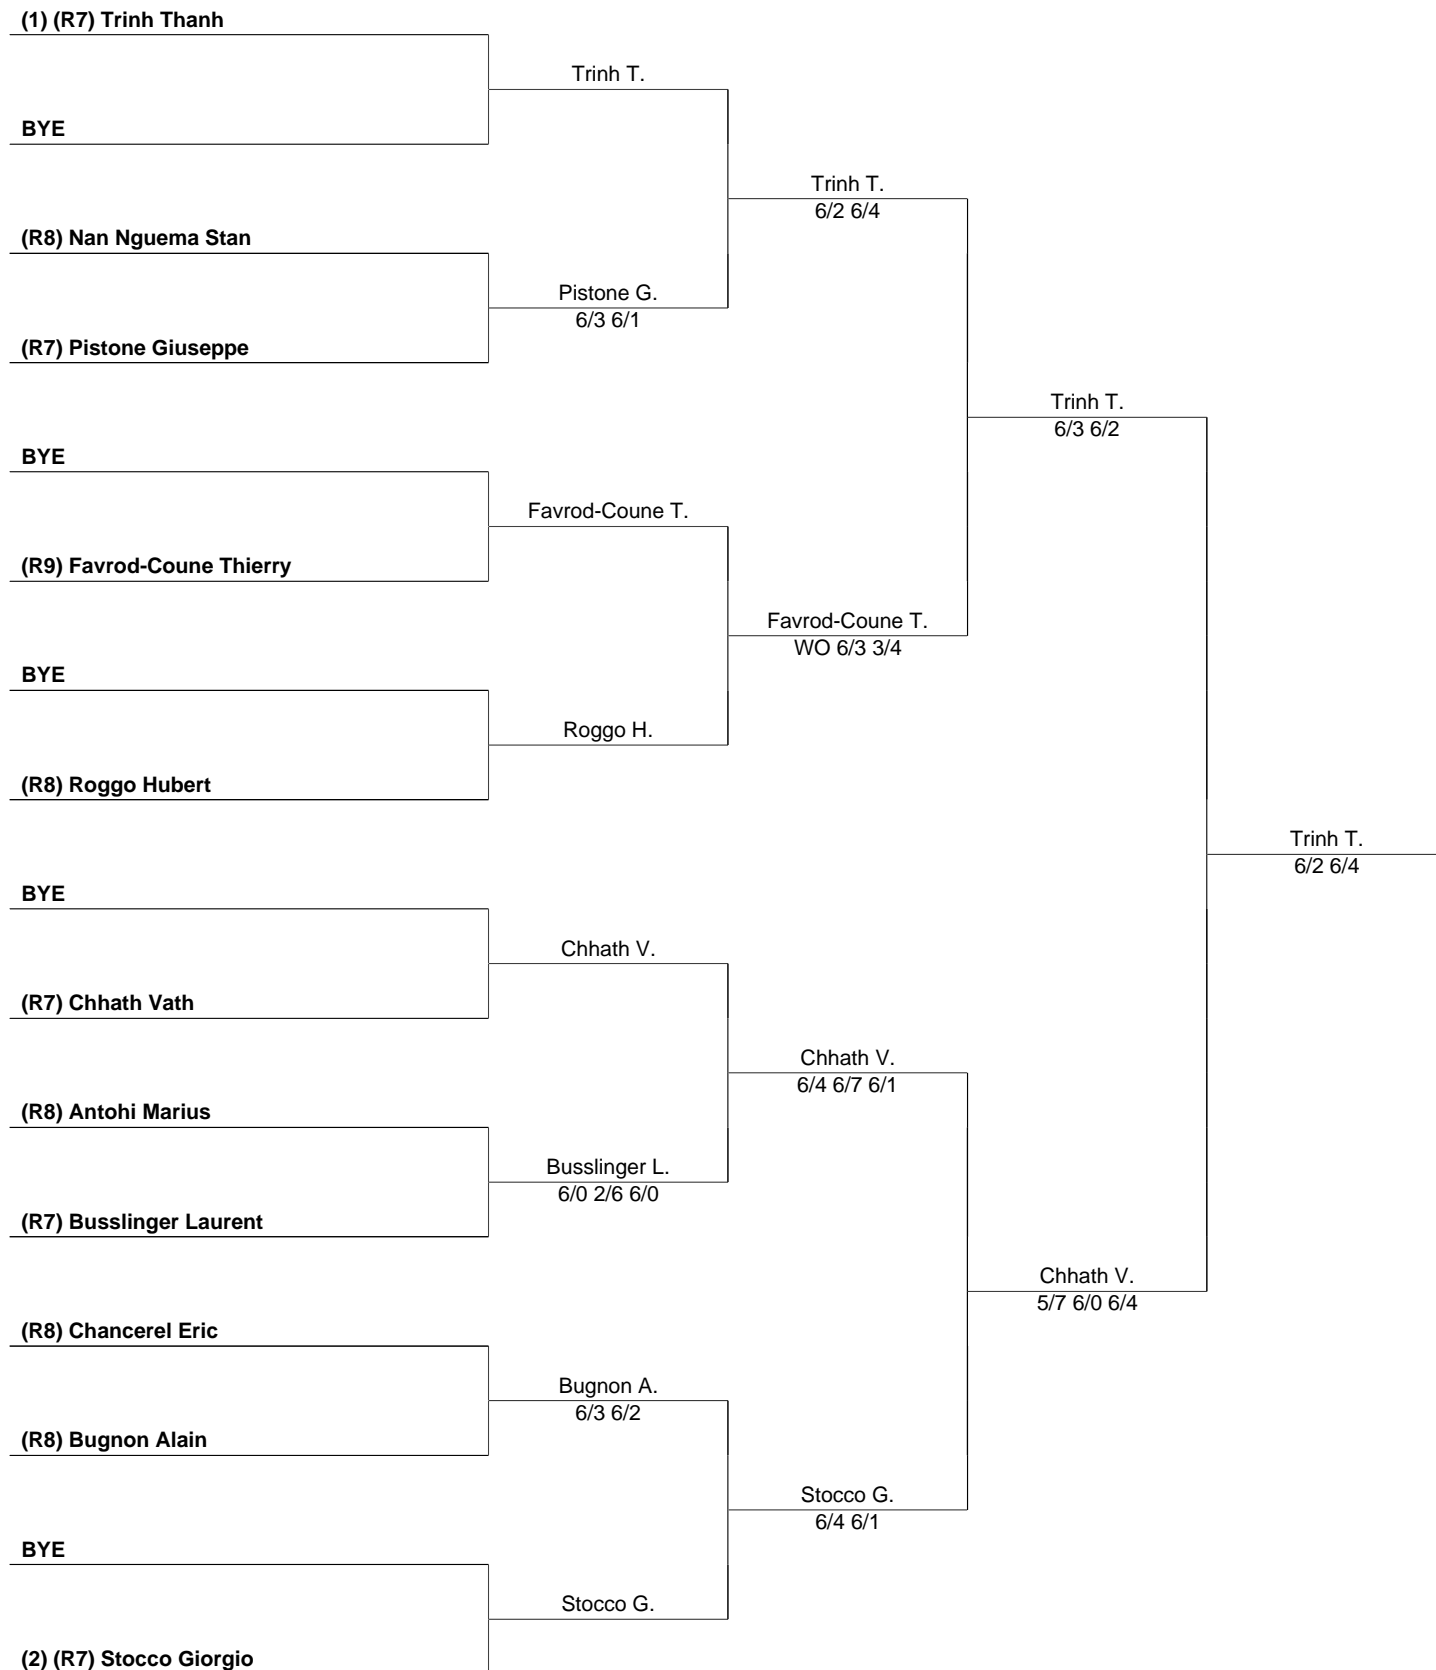 (1) (R7) Trinh Thanh
Trinh T.
BYE
Trinh T.
6/2 6/4
(R8) Nan Nguema Stan
Pistone G.
6/3 6/1
(R7) Pistone Giuseppe
Trinh T.
6/3 6/2
BYE
Favrod-Coune T.
(R9) Favrod-Coune Thierry
Favrod-Coune T.
WO 6/3 3/4
BYE
Roggo H.
(R8) Roggo Hubert
Trinh T.
6/2 6/4
BYE
Chhath V.
(R7) Chhath Vath
Chhath V.
6/4 6/7 6/1
(R8) Antohi Marius
Busslinger L.
6/0 2/6 6/0
(R7) Busslinger Laurent
Chhath V.
5/7 6/0 6/4
(R8) Chancerel Eric
Bugnon A.
6/3 6/2
(R8) Bugnon Alain
Stocco G.
6/4 6/1
BYE
Stocco G.
(2) (R7) Stocco Giorgio